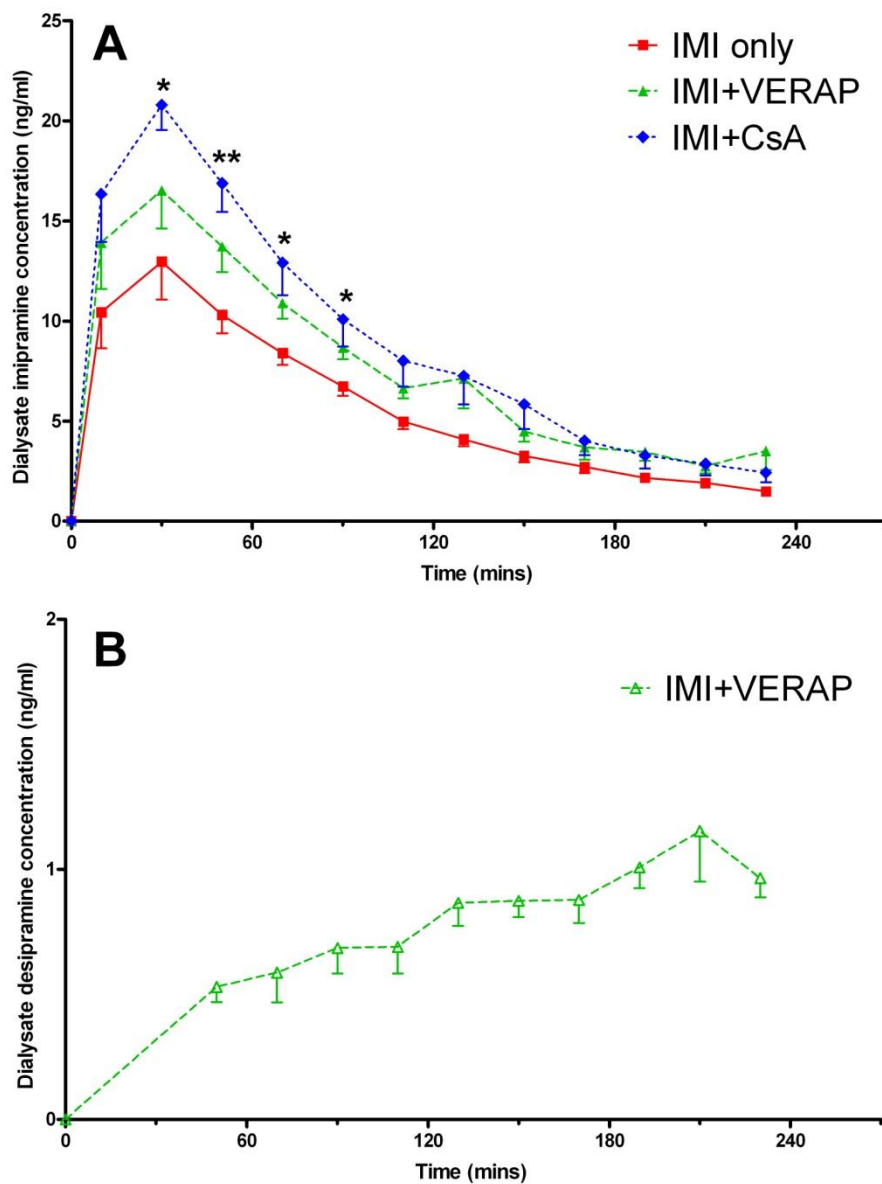 A
IMI only
IMI+VERAP
IMI+CsA
Dialysate imipramine concentration (ng/ml)
25
20
15
10
5
0
*
**
*
*
0 60 120 180 240
Time (mins)
B
IMI+VERAP
Dialysate desipramine concentration (ng/ml)
2
1
0
0 60 120 180 240
Time (mins)